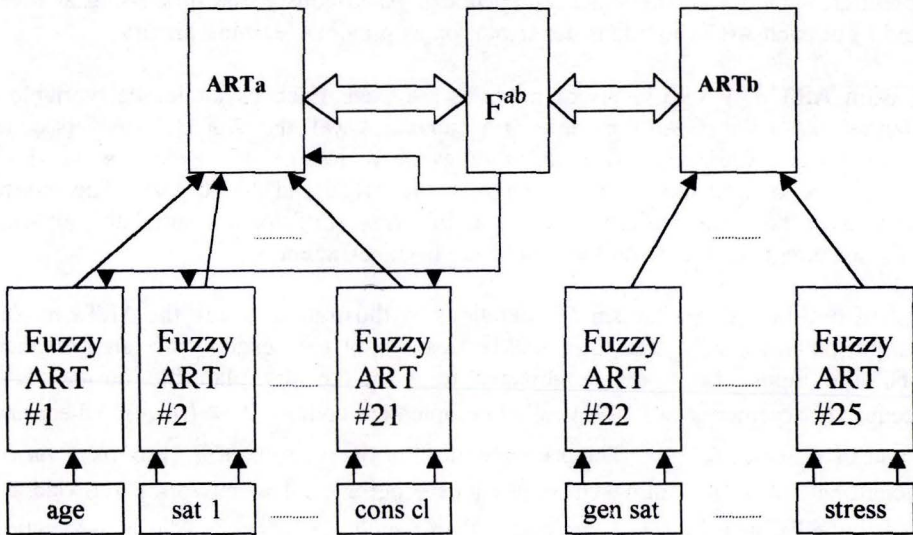 ARTa
F^ab
ARTb
Fuzzy ART #1
Fuzzy ART #2
Fuzzy ART #21
Fuzzy ART #22
Fuzzy ART #25
age
sat 1
cons cl
gen sat
stress